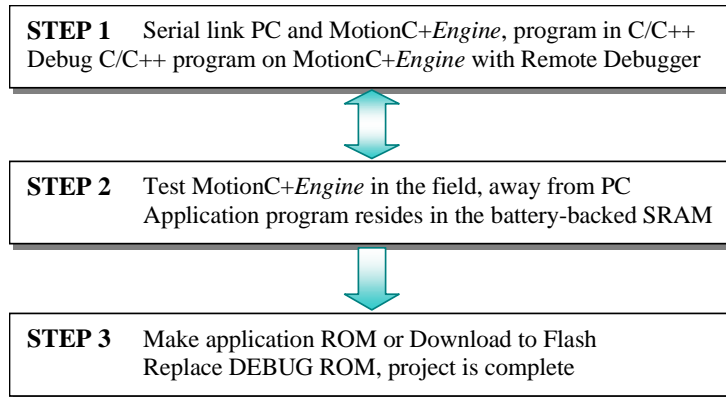 STEP 1 Serial link PC and MotionC+Engine, program in C/C++
Debug C/C++ program on MotionC+Engine with Remote Debugger
STEP 2 Test MotionC+Engine in the field, away from PC
Application program resides in the battery-backed SRAM
STEP 3 Make application ROM or Download to Flash
Replace DEBUG ROM, project is complete